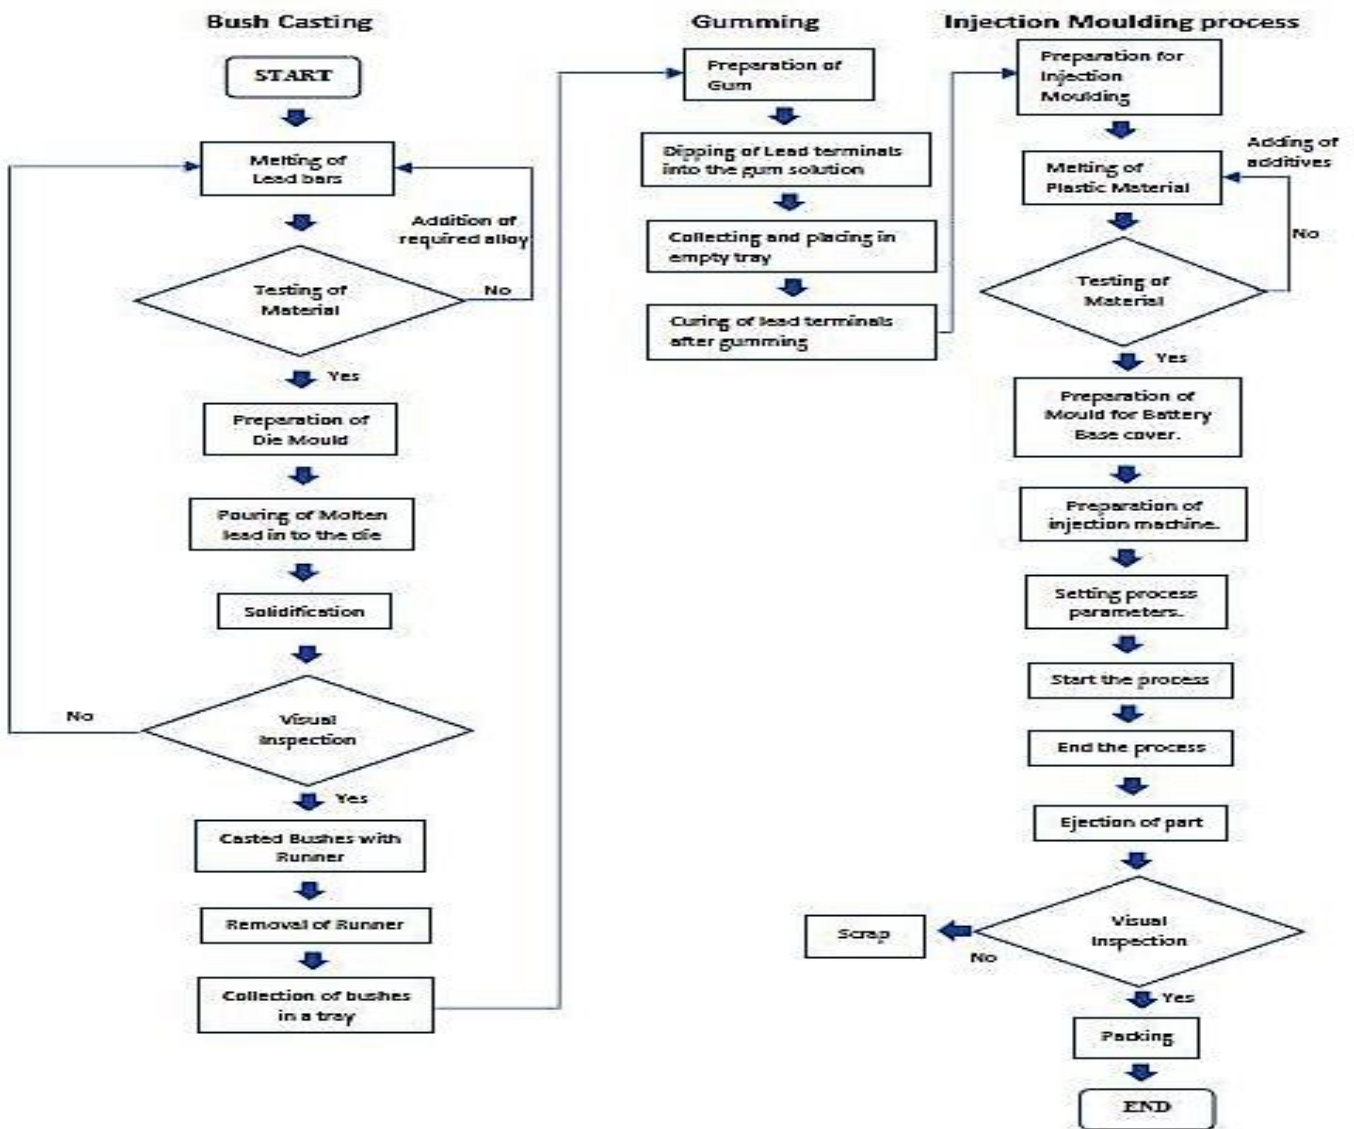 Bush Casting
START
Melting of
Lead bars
Addition of
required alloy
Testing of
Material
No
Yes
Preparation of
Die Mould
Pouring of Molten
lead in to the die
Solidification
Visual
Inspection
No
Yes
Casted Bushes with
Runner
Removal of Runner
Collection of bushes
in a tray
Gumming
Preparation of
Gum
Dipping of Lead terminals
into the gum solution
Collecting and placing in
empty tray
Curing of lead terminals
after gumming
Injection Moulding process
Preparation for
Injection
Moulding
Adding of
additives
Melting of
Plastic Material
No
Testing of
Material
Yes
Preparation of
Mould for Battery
Base cover.
Preparation of
injection machine.
Setting process
parameters.
Start the process
End the process
Ejection of part
Visual
Inspection
Scrap
No
Yes
Packing
END